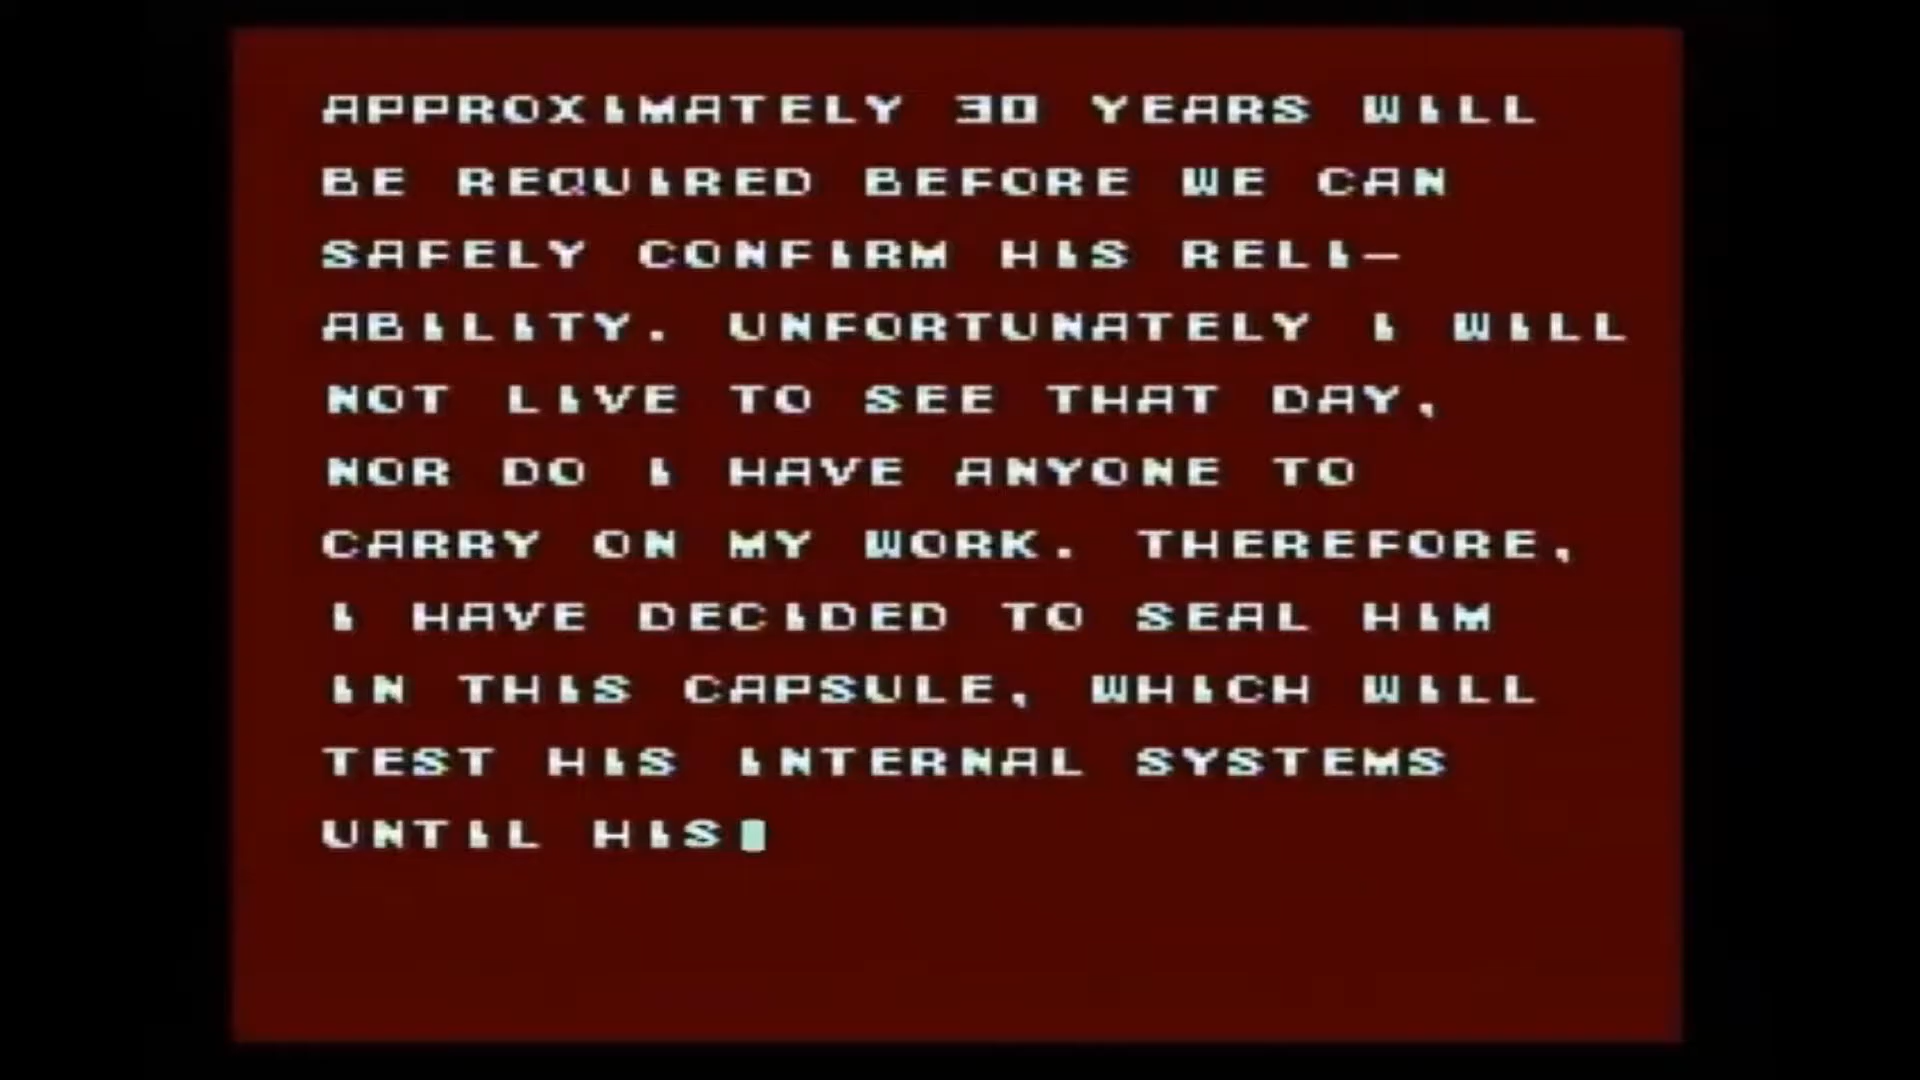 APPROXIMATELY 30 YEARS WILL
BE REQUIRED BEFORE WE CAN
SAFELY CONFIRM HIS RELI-
ABILITY. UNFORTUNATELY I WILL
NOT LIVE TO SEE THAT DAY,
NOR DO I HAVE ANYONE TO
CARRY ON MY WORK. THEREFORE,
I HAVE DECIDED TO SEAL HIM
IN THIS CAPSULE, WHICH WILL
TEST HIS INTERNAL SYSTEMS
UNTIL HIS